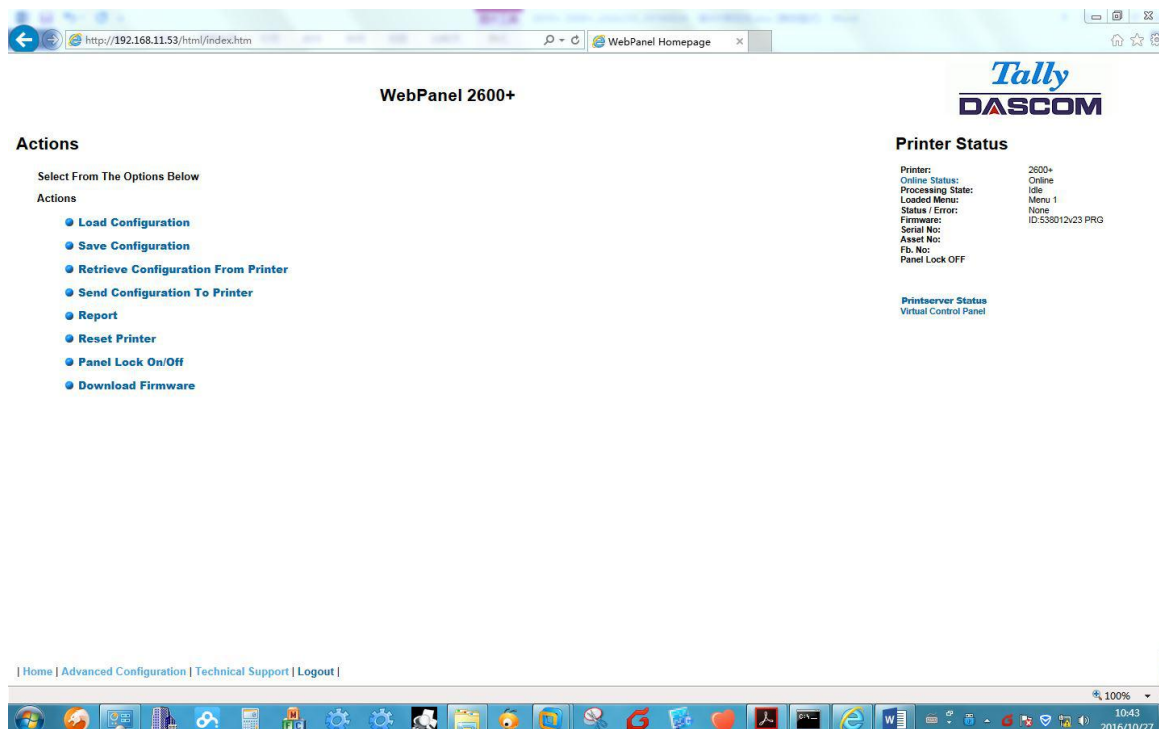 http://192.168.11.53/html/index.htm
WebPanel Homepage
WebPanel 2600+
Tally
DASCOM
Actions
Select From The Options Below
Actions
Load Configuration
Save Configuration
Retrieve Configuration From Printer
Send Configuration To Printer
Report
Reset Printer
Panel Lock On/Off
Download Firmware
Printer Status
Printer: 2600+
Online Status: Online
Processing State: Idle
Loaded Menu: Menu 1
Status / Error: None
Firmware: ID:538012v23 PRG
Serial No:
Asset No:
Fb. No:
Panel Lock OFF
Printserver Status
Virtual Control Panel
| Home | Advanced Configuration | Technical Support | Logout |
100%
10:43
2016/10/27